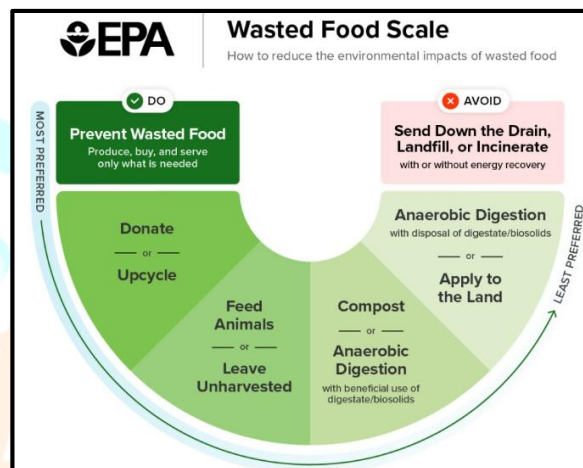 EPA
Wasted Food Scale
How to reduce the environmental impacts of wasted food
DO
Prevent Wasted Food
Produce, buy, and serve
only what is needed
AVOID
Send Down the Drain,
Landfill, or Incinerate
with or without energy recovery
MOST PREFERRED
Donate
or
Upcycle
Feed
Animals
or
Leave
Unharvested
Compost
or
Anaerobic
Digestion
with beneficial use of
digestate/biosolids
Anaerobic Digestion
with disposal of digestate/biosolids
or
Apply to
the Land
LEAST PREFERRED